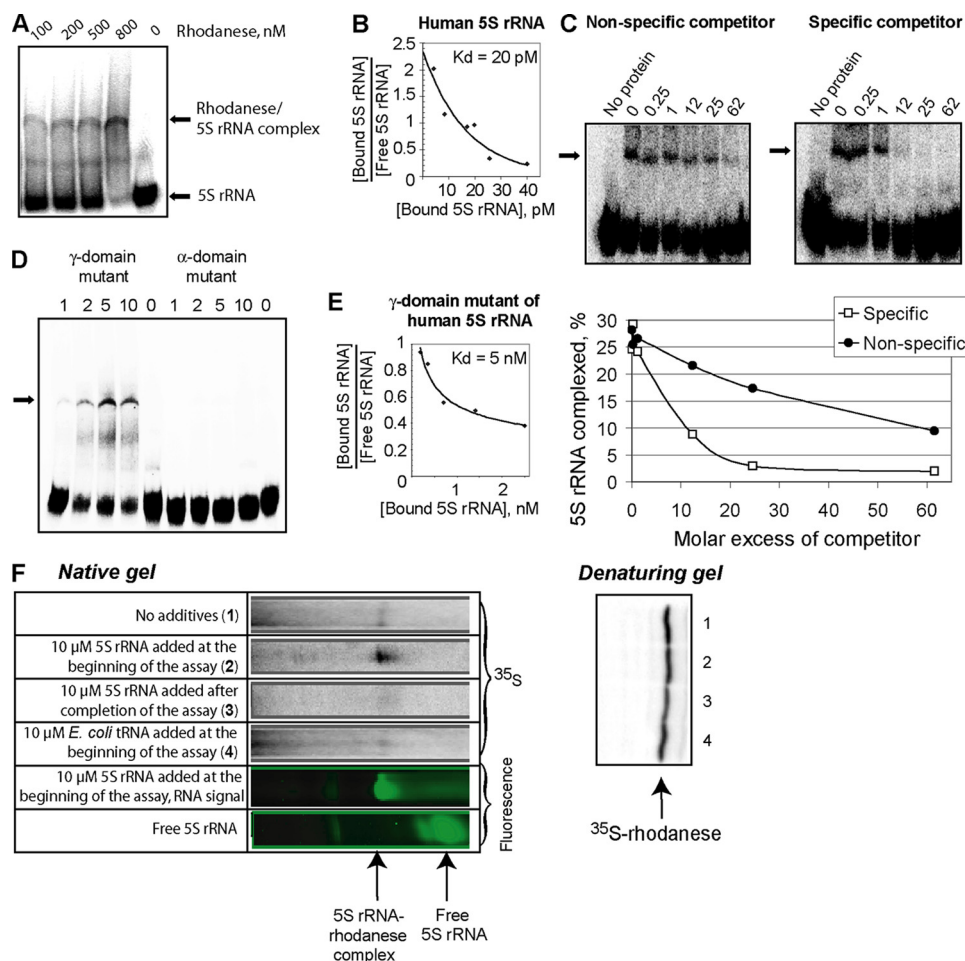 A
100 200 500 800 0 Rhodanese, nM
Rhodanese/
5S rRNA complex
5S rRNA
B
Human 5S rRNA
Kd = 20 pM
[Bound 5S rRNA]
[Free 5S rRNA]
2.5
2
1.5
1
0.5
0
0 10 20 30 40
[Bound 5S rRNA], pM
C
Non-specific competitor
No protein 0 0.25 1 12 25 62
Specific competitor
No protein 0 0.25 1 12 25 62
D
γ-domain
mutant
α-domain
mutant
1 2 5 10 0 1 2 5 10 0
E
γ-domain mutant of
human 5S rRNA
Kd = 5 nM
[Bound 5S rRNA]
[Free 5S rRNA]
1
0.8
0.6
0.4
0.2
0
1 2
[Bound 5S rRNA], nM
5S rRNA complexed, %
30
25
20
15
10
5
0
0 10 20 30 40 50 60
Molar excess of competitor
Specific
Non-specific
F
Native gel
No additives (1)
10 µM 5S rRNA added at the
beginning of the assay (2)
10 µM 5S rRNA added after
completion of the assay (3)
10 µM E. coli tRNA added at the
beginning of the assay (4)
10 µM 5S rRNA added at the
beginning of the assay, RNA signal
Free 5S rRNA
35S
Fluorescence
5S rRNA-
rhodanese
complex
Free
5S rRNA
Denaturing gel
1
2
3
4
35S-rhodanese